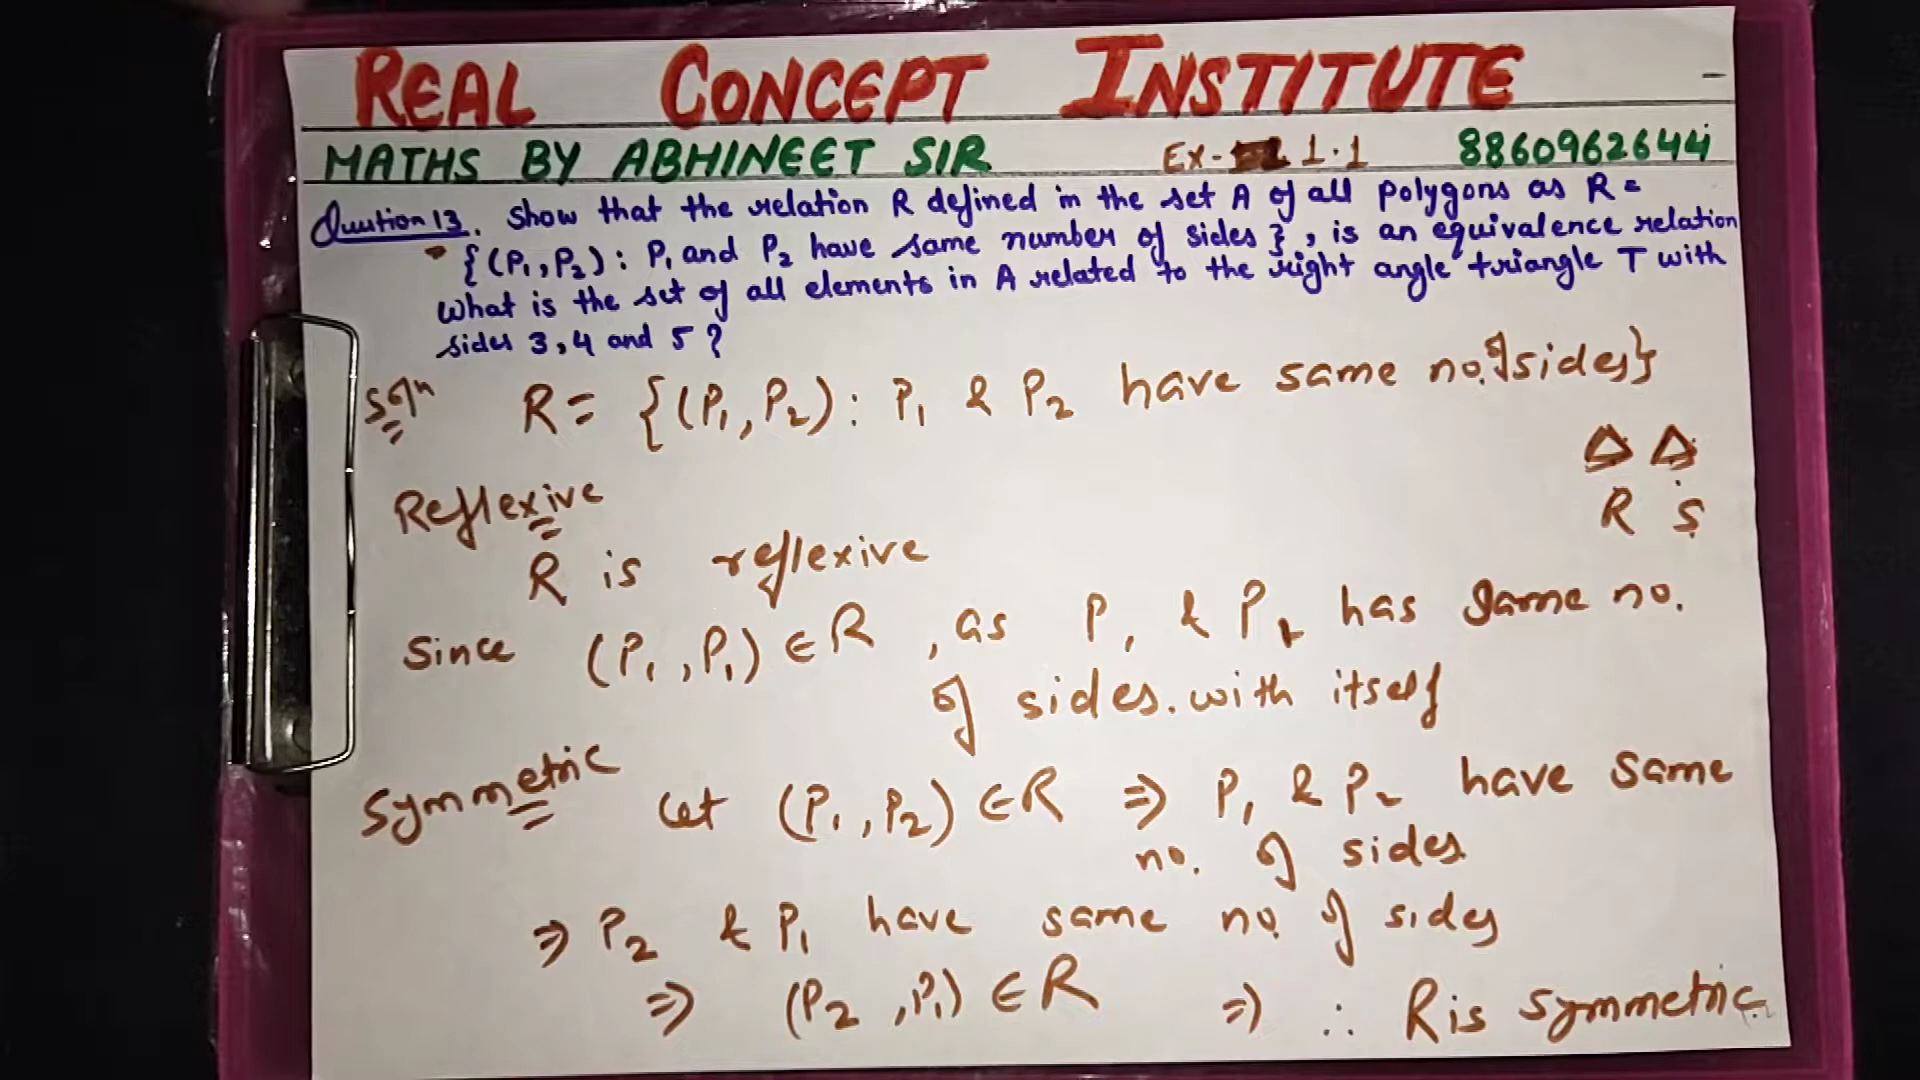 REAL CONCEPT INSTITUTE
MATHS BY ABHINEET SIR EX- 1.1 8860962644
Question 13. Show that the relation R defined in the set A of all polygons as R =
{(P₁, P₂) : P₁ and P₂ have same number of sides}, is an equivalence relation
What is the set of all elements in A related to the right angle triangle T with
sides 3, 4 and 5 ?
Solⁿ R = {(P₁, P₂) : P₁ & P₂ have same no. of sides}
Δ Δ
R S
Reflexive
R is reflexive
Since (P₁, P₁) ∈ R, as P₁ & P₁ has same no.
of sides. with itself
Symmetric Let (P₁, P₂) ∈ R ⇒ P₁ & P₂ have same
no. of sides
⇒ P₂ & P₁ have same no. of sides
⇒ (P₂, P₁) ∈ R ⇒ ∴ R is symmetric